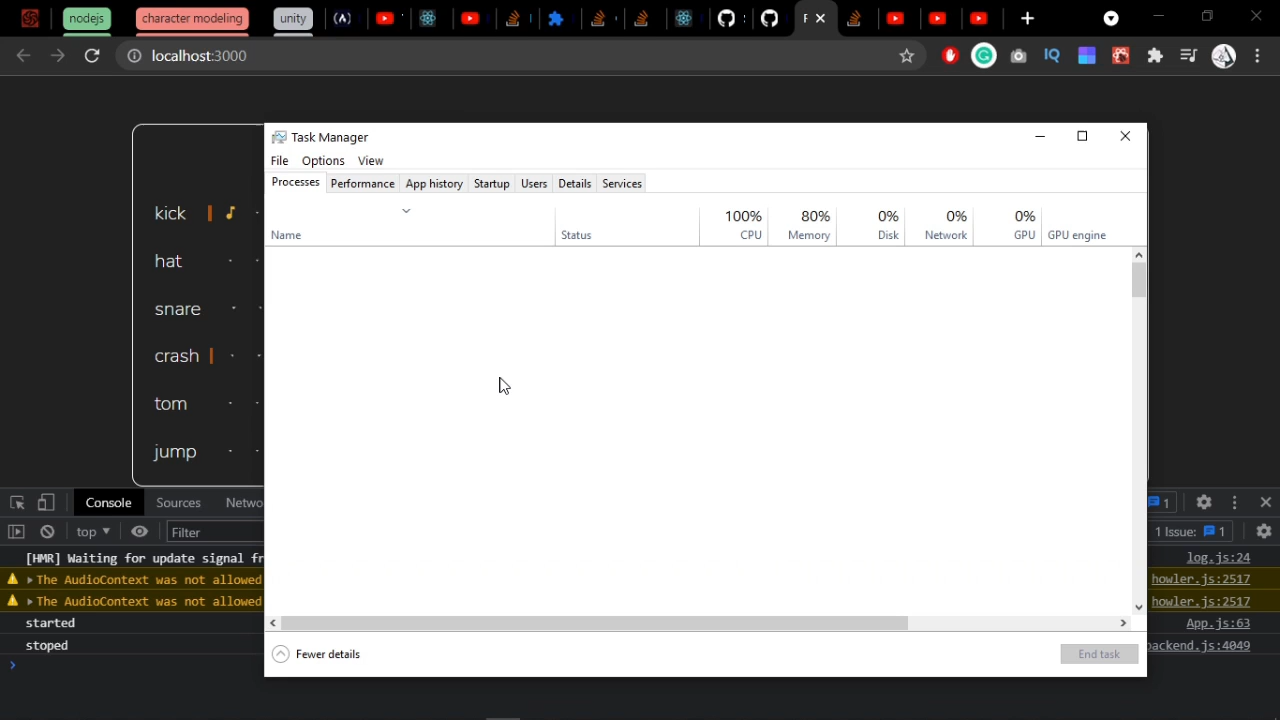 nodejs character modeling unity
localhost:3000
Task Manager
File Options View
Processes Performance App history Startup Users Details Services
100% 80% 0% 0% 0%
Name Status CPU Memory Disk Network GPU GPU engine
kick
hat
snare
crash
tom
jump
Fewer details End task
Console Sources Netwo 1
top Filter 1 Issue: 1
[HMR] Waiting for update signal fr log.js:24
The AudioContext was not allowed howler.js:2517
The AudioContext was not allowed howler.js:2517
started App.js:63
stoped backend.js:4049